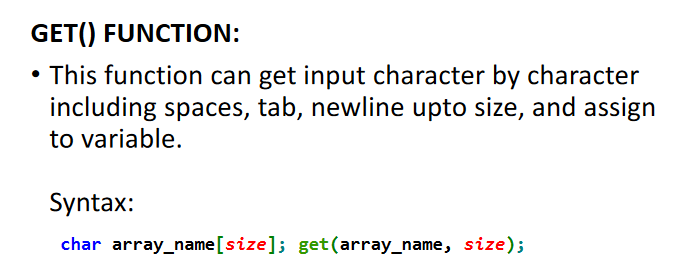 GET() FUNCTION:
• This function can get input character by character
including spaces, tab, newline upto size, and assign
to variable.
Syntax:
char array_name[size]; get(array_name, size);